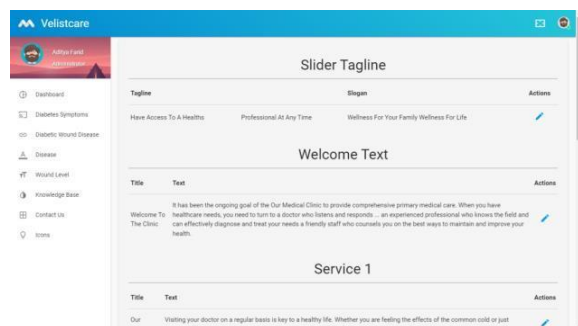 Velistcare
Aditya Farid
Administrator
Dashboard
Diabetes Symptoms
Diabetic Wound Disease
Disease
Wound Level
Knowledge Base
Contact Us
Icons
Slider Tagline
Tagline Slogan Actions
Have Access To A Healths Professional At Any Time Wellness For Your Family Wellness For Life
Welcome Text
Title Text Actions
Welcome To The Clinic
It has been the ongoing goal of the Our Medical Clinic to provide comprehensive primary medical care. When you have
healthcare needs, you need to turn to a doctor who listens and responds ... an experienced professional who knows the field and
can effectively diagnose and treat your needs a friendly staff who counsels you on the best ways to maintain and improve your
health.
Service 1
Title Text Actions
Our Visiting your doctor on a regular basis is key to a healthy life. Whether you are feeling the effects of the common cold or just